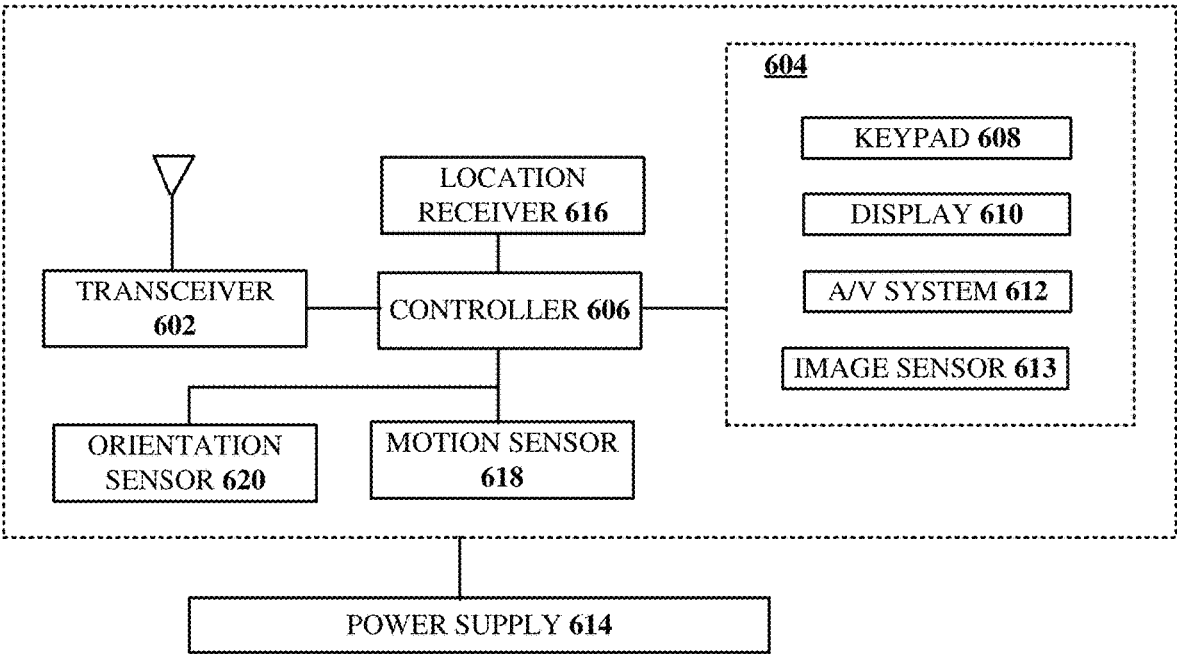 604
KEYPAD 608
LOCATION
RECEIVER 616
DISPLAY 610
TRANSCEIVER
602
CONTROLLER 606
A/V SYSTEM 612
IMAGE SENSOR 613
ORIENTATION
SENSOR 620
MOTION SENSOR
618
POWER SUPPLY 614